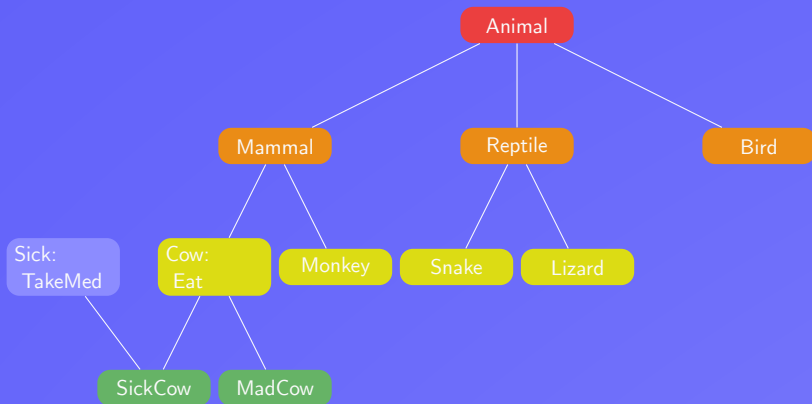 Animal
Mammal
Reptile
Bird
Sick:
TakeMed
Cow:
Eat
Monkey
Snake
Lizard
SickCow
MadCow